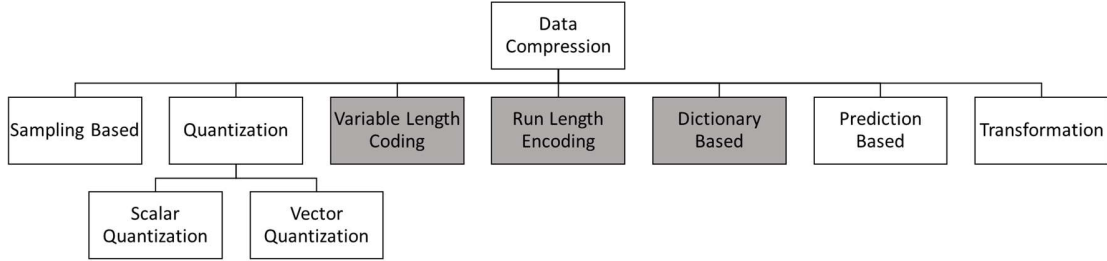 Data
Compression
Sampling Based
Quantization
Variable Length
Coding
Run Length
Encoding
Dictionary
Based
Prediction
Based
Transformation
Scalar
Quantization
Vector
Quantization